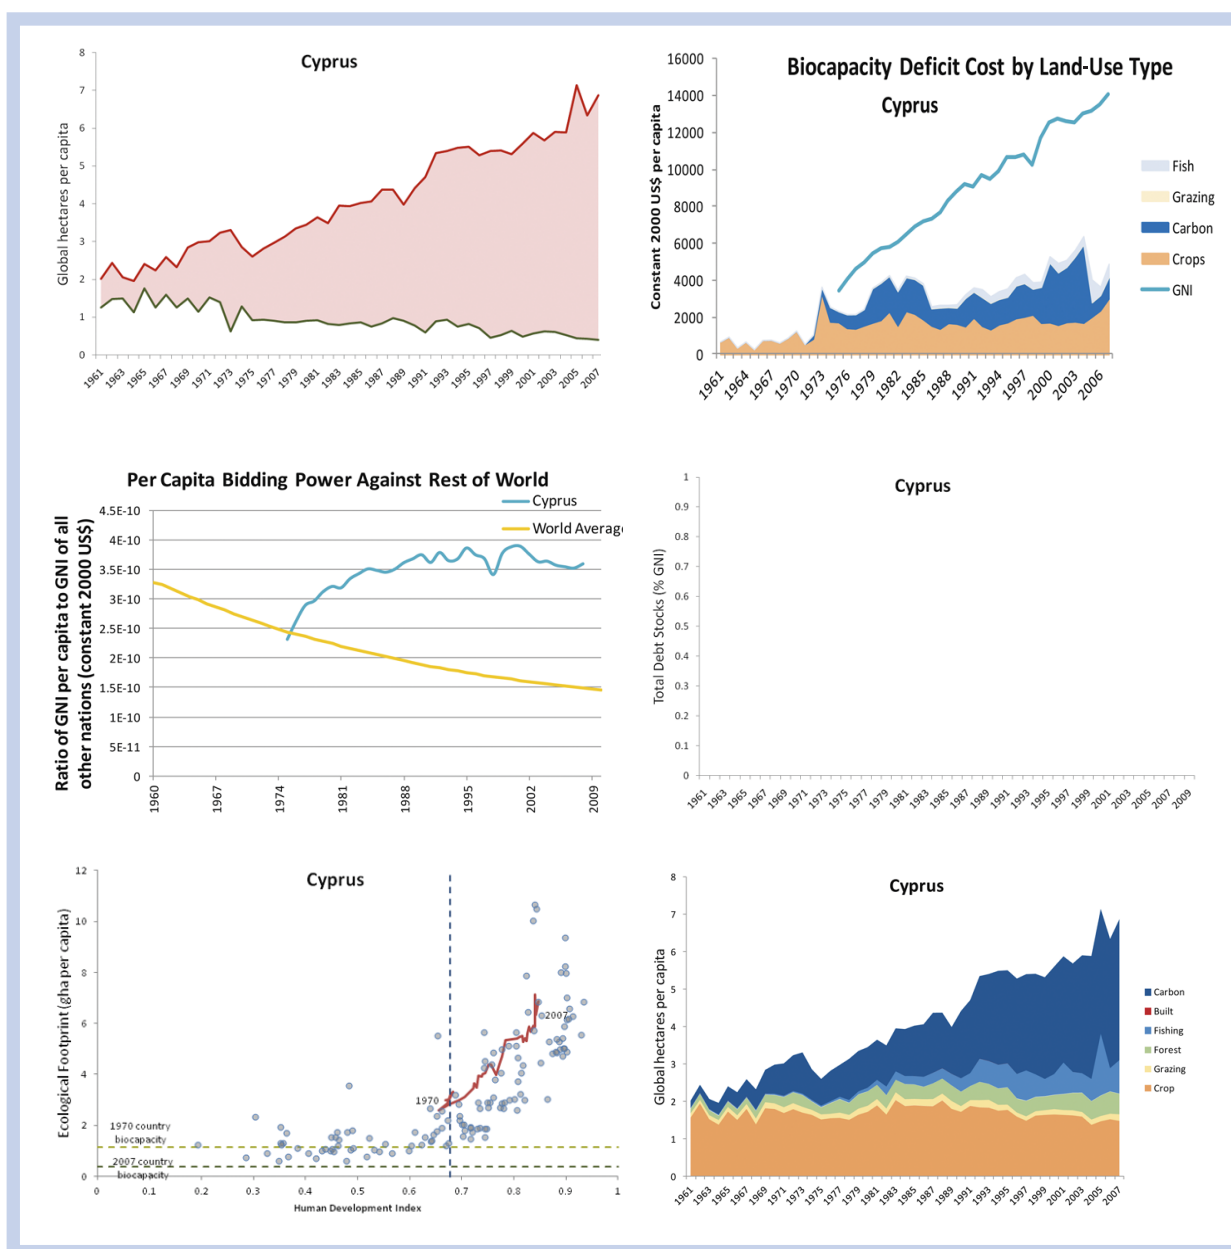 Cyprus
Global hectares per capita
8
7
6
5
4
3
2
1
0
1961 1963 1965 1967 1969 1971 1973 1975 1977 1979 1981 1983 1985 1987 1989 1991 1993 1995 1997 1999 2001 2003 2005 2007
Biocapacity Deficit Cost by Land-Use Type
Cyprus
Constant 2000 US$ per capita
16000
14000
12000
10000
8000
6000
4000
2000
0
1961 1964 1967 1970 1973 1976 1979 1982 1985 1988 1991 1994 1997 2000 2003 2006
Fish
Grazing
Carbon
Crops
GNI
Per Capita Bidding Power Against Rest of World
Cyprus
World Average
Ratio of GNI per capita to GNI of all
other nations (constant 2000 US$)
4.5E-10
4E-10
3.5E-10
3E-10
2.5E-10
2E-10
1.5E-10
1E-10
5E-11
0
1960 1967 1974 1981 1988 1995 2002 2009
Cyprus
Total Debt Stocks (% GNI)
1
0.9
0.8
0.7
0.6
0.5
0.4
0.3
0.2
0.1
0
1961 1963 1965 1967 1969 1971 1973 1975 1977 1979 1981 1983 1985 1987 1989 1991 1993 1995 1997 1999 2001 2003 2005 2007 2009
Cyprus
Ecological Footprint (gha per capita)
12
10
8
6
4
2
0
2007
1970
1970 country
biocapacity
2007 country
biocapacity
0 0.1 0.2 0.3 0.4 0.5 0.6 0.7 0.8 0.9 1
Human Development Index
Cyprus
Global hectares per capita
8
7
6
5
4
3
2
1
0
1961 1963 1965 1967 1969 1971 1973 1975 1977 1979 1981 1983 1985 1987 1989 1991 1993 1995 1997 1999 2001 2003 2005 2007
Carbon
Built
Fishing
Forest
Grazing
Crop